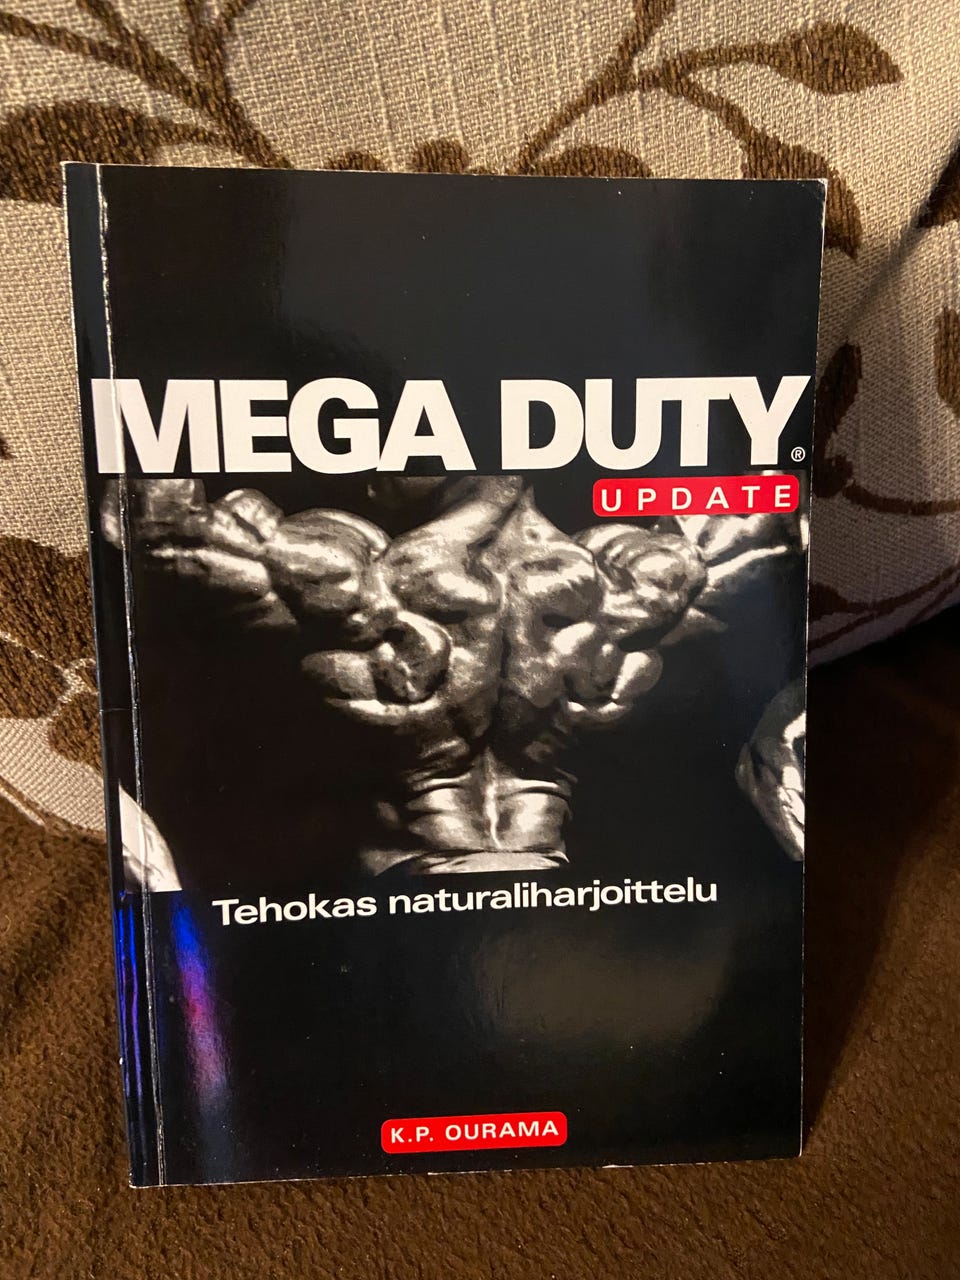 MEGA DUTY®
UPDATE
Tehokas naturaliharjoittelu
K.P. OURAMA